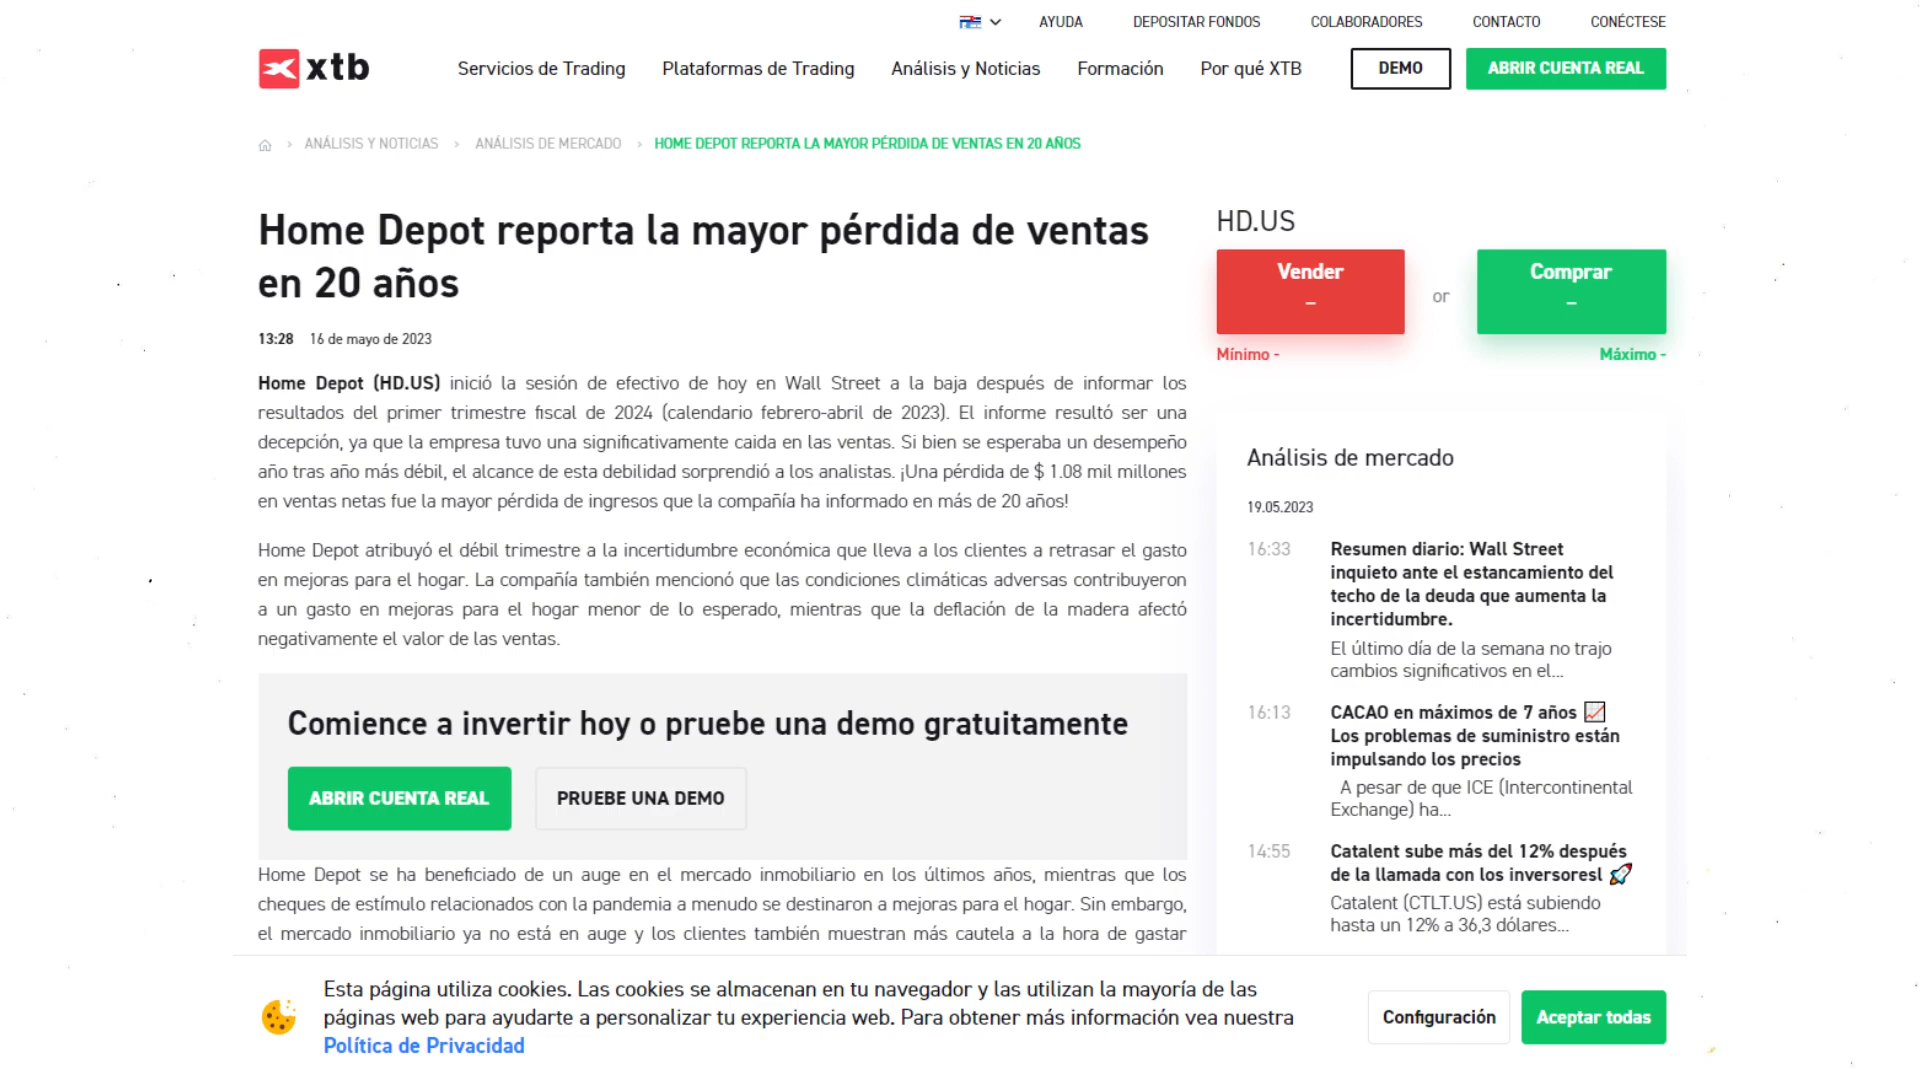 AYUDA
DEPOSITAR FONDOS
COLABORADORES
CONTACTO
CONÉCTESE
xtb
Servicios de Trading
Plataformas de Trading
Análisis y Noticias
Formación
Por qué XTB
DEMO
ABRIR CUENTA REAL
ANÁLISIS Y NOTICIAS > ANÁLISIS DE MERCADO > HOME DEPOT REPORTA LA MAYOR PÉRDIDA DE VENTAS EN 20 AÑOS
Home Depot reporta la mayor pérdida de ventas
en 20 años
13:28 16 de mayo de 2023
Home Depot (HD.US) inició la sesión de efectivo de hoy en Wall Street a la baja después de informar los
resultados del primer trimestre fiscal de 2024 (calendario febrero-abril de 2023). El informe resultó ser una
decepción, ya que la empresa tuvo una significativamente caida en las ventas. Si bien se esperaba un desempeño
año tras año más débil, el alcance de esta debilidad sorprendió a los analistas. ¡Una pérdida de $ 1.08 mil millones
en ventas netas fue la mayor pérdida de ingresos que la compañía ha informado en más de 20 años!
Home Depot atribuyó el débil trimestre a la incertidumbre económica que lleva a los clientes a retrasar el gasto
en mejoras para el hogar. La compañía también mencionó que las condiciones climáticas adversas contribuyeron
a un gasto en mejoras para el hogar menor de lo esperado, mientras que la deflación de la madera afectó
negativamente el valor de las ventas.
Comience a invertir hoy o pruebe una demo gratuitamente
ABRIR CUENTA REAL
PRUEBE UNA DEMO
Home Depot se ha beneficiado de un auge en el mercado inmobiliario en los últimos años, mientras que los
cheques de estímulo relacionados con la pandemia a menudo se destinaron a mejoras para el hogar. Sin embargo,
el mercado inmobiliario ya no está en auge y los clientes también muestran más cautela a la hora de gastar
HD.US
Vender
–
or
Comprar
–
Mínimo -
Máximo -
Análisis de mercado
19.05.2023
16:33
Resumen diario: Wall Street
inquieto ante el estancamiento del
techo de la deuda que aumenta la
incertidumbre.
El último día de la semana no trajo
cambios significativos en el...
16:13
CACAO en máximos de 7 años 📈
Los problemas de suministro están
impulsando los precios
A pesar de que ICE (Intercontinental
Exchange) ha...
14:55
Catalent sube más del 12% después
de la llamada con los inversoresl 🚀
Catalent (CTLT.US) está subiendo
hasta un 12% a 36,3 dólares...
Esta página utiliza cookies. Las cookies se almacenan en tu navegador y las utilizan la mayoría de las
páginas web para ayudarte a personalizar tu experiencia web. Para obtener más información vea nuestra
Política de Privacidad
Configuración
Aceptar todas